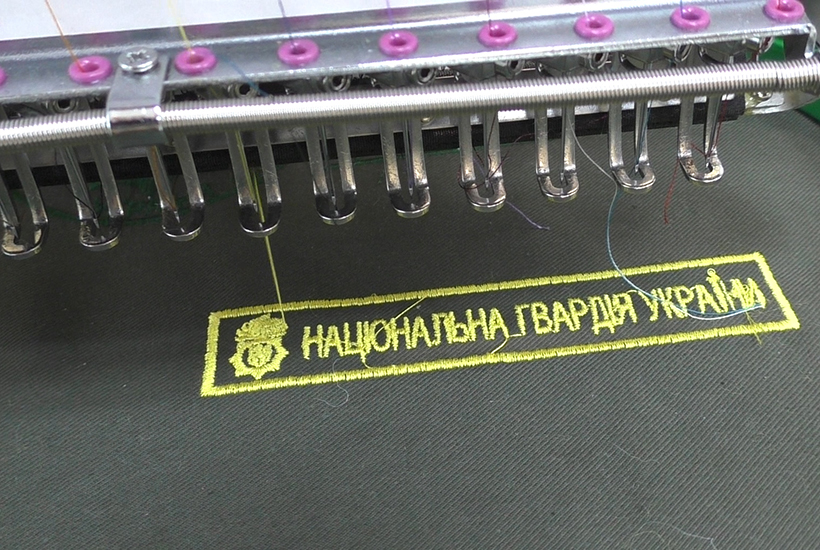 НАЦІОНАЛЬНА ГВАРДІЯ УКРАЇНИ